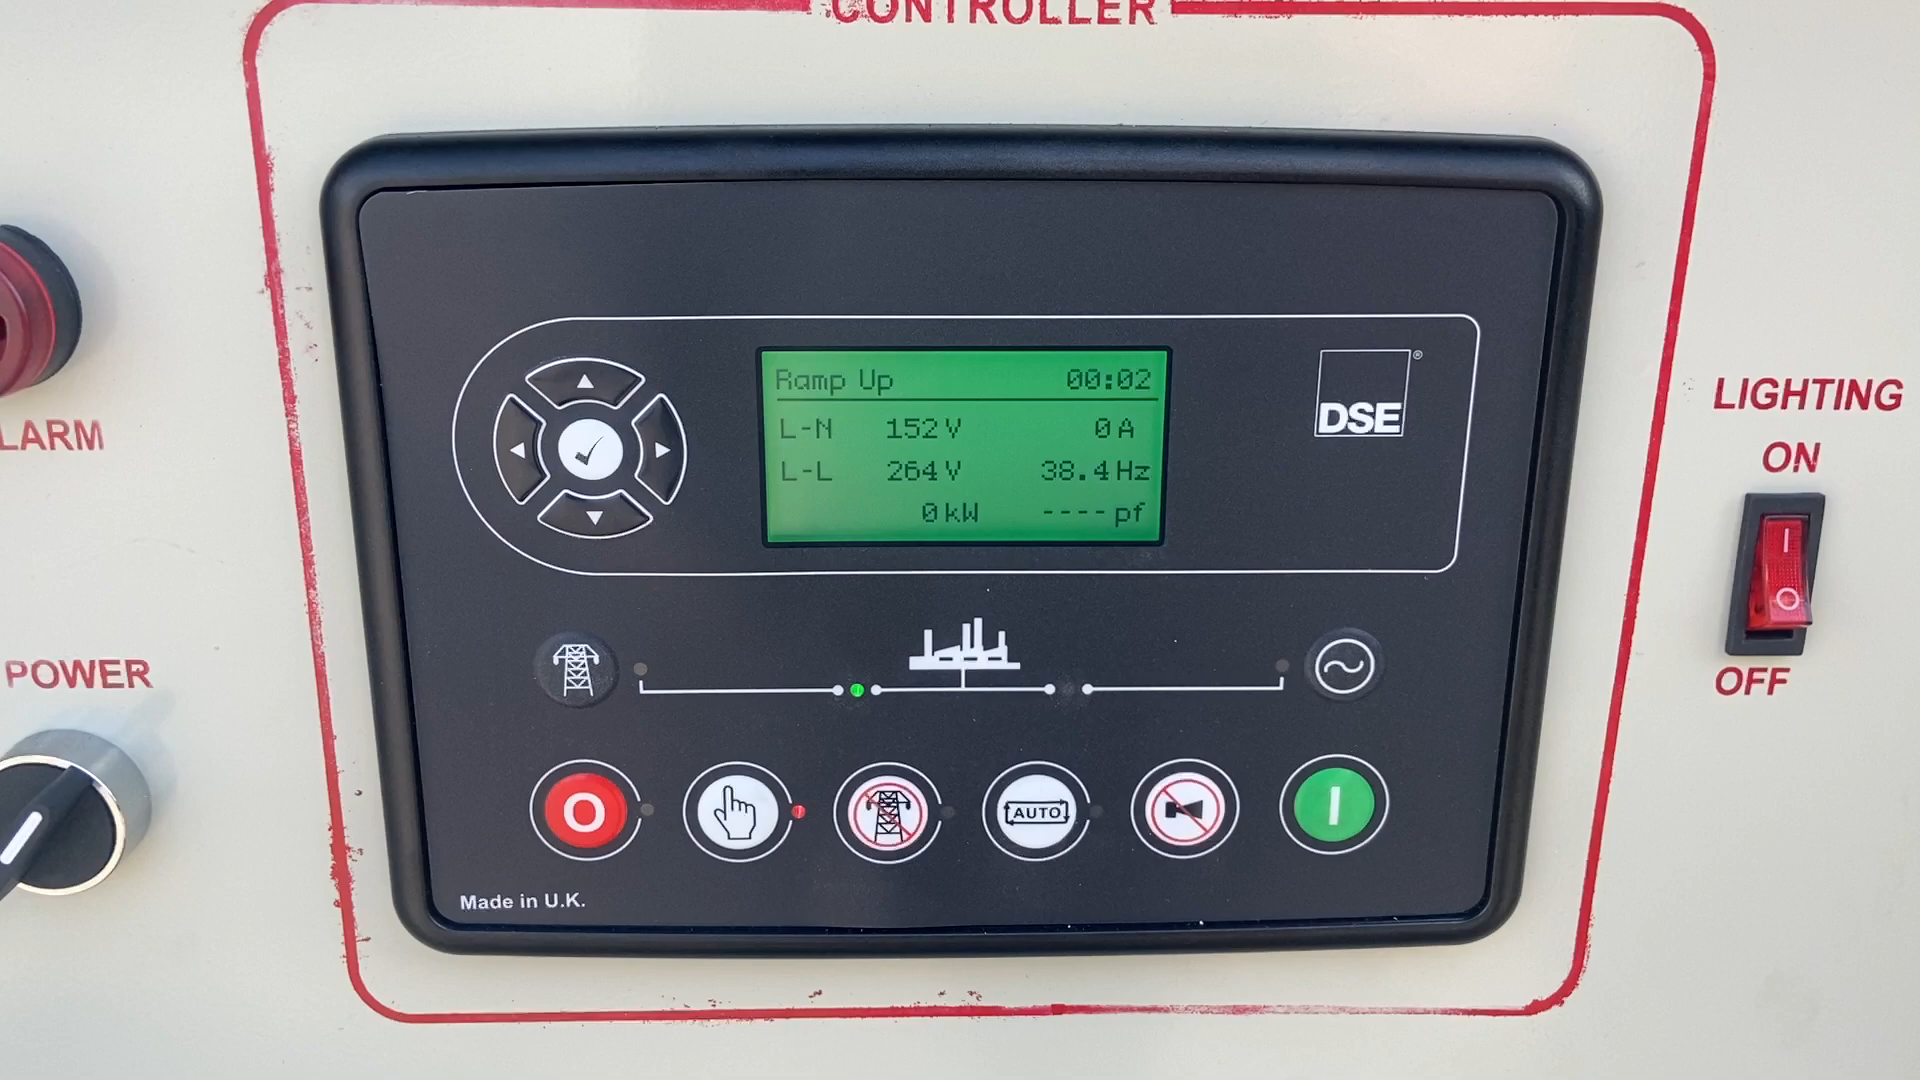 CONTROLLER
Ramp Up 00:02
L-N 152 V 0 A
L-L 264 V 38.4 Hz
0 kW ---- pf
DSE
®
LARM
POWER
LIGHTING
ON
I
O
OFF
O
AUTO
I
Made in U.K.